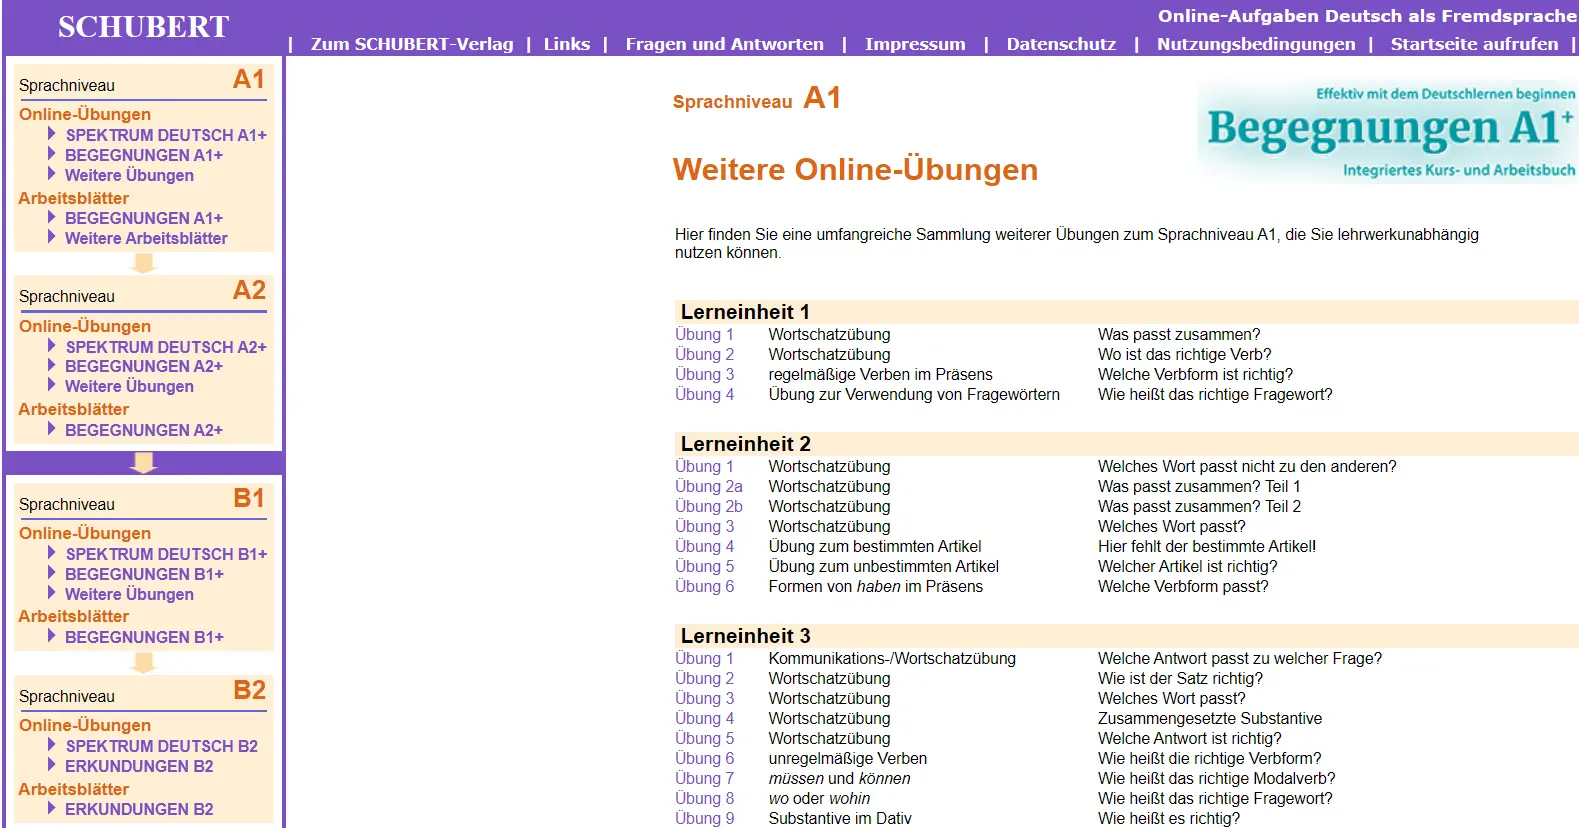 SCHUBERT
Online-Aufgaben Deutsch als Fremdsprache
| Zum SCHUBERT-Verlag | Links | Fragen und Antworten | Impressum | Datenschutz | Nutzungsbedingungen | Startseite aufrufen |
Sprachniveau A1
Online-Übungen
SPEKTRUM DEUTSCH A1+
BEGEGNUNGEN A1+
Weitere Übungen
Arbeitsblätter
BEGEGNUNGEN A1+
Weitere Arbeitsblätter
Sprachniveau A2
Online-Übungen
SPEKTRUM DEUTSCH A2+
BEGEGNUNGEN A2+
Weitere Übungen
Arbeitsblätter
BEGEGNUNGEN A2+
Sprachniveau B1
Online-Übungen
SPEKTRUM DEUTSCH B1+
BEGEGNUNGEN B1+
Weitere Übungen
Arbeitsblätter
BEGEGNUNGEN B1+
Sprachniveau B2
Online-Übungen
SPEKTRUM DEUTSCH B2
ERKUNDUNGEN B2
Arbeitsblätter
ERKUNDUNGEN B2
Sprachniveau A1
Weitere Online-Übungen
Effektiv mit dem Deutschlernen beginnen
Begegnungen A1+
Integriertes Kurs- und Arbeitsbuch
Hier finden Sie eine umfangreiche Sammlung weiterer Übungen zum Sprachniveau A1, die Sie lehrwerkunabhängig
nutzen können.
Lerneinheit 1
Übung 1 Wortschatzübung Was passt zusammen?
Übung 2 Wortschatzübung Wo ist das richtige Verb?
Übung 3 regelmäßige Verben im Präsens Welche Verbform ist richtig?
Übung 4 Übung zur Verwendung von Fragewörtern Wie heißt das richtige Fragewort?
Lerneinheit 2
Übung 1 Wortschatzübung Welches Wort passt nicht zu den anderen?
Übung 2a Wortschatzübung Was passt zusammen? Teil 1
Übung 2b Wortschatzübung Was passt zusammen? Teil 2
Übung 3 Wortschatzübung Welches Wort passt?
Übung 4 Übung zum bestimmten Artikel Hier fehlt der bestimmte Artikel!
Übung 5 Übung zum unbestimmten Artikel Welcher Artikel ist richtig?
Übung 6 Formen von haben im Präsens Welche Verbform passt?
Lerneinheit 3
Übung 1 Kommunikations-/Wortschatzübung Welche Antwort passt zu welcher Frage?
Übung 2 Wortschatzübung Wie ist der Satz richtig?
Übung 3 Wortschatzübung Welches Wort passt?
Übung 4 Wortschatzübung Zusammengesetzte Substantive
Übung 5 Wortschatzübung Welche Antwort ist richtig?
Übung 6 unregelmäßige Verben Wie heißt die richtige Verbform?
Übung 7 müssen und können Wie heißt das richtige Modalverb?
Übung 8 wo oder wohin Wie heißt das richtige Fragewort?
Übung 9 Substantive im Dativ Wie heißt es richtig?